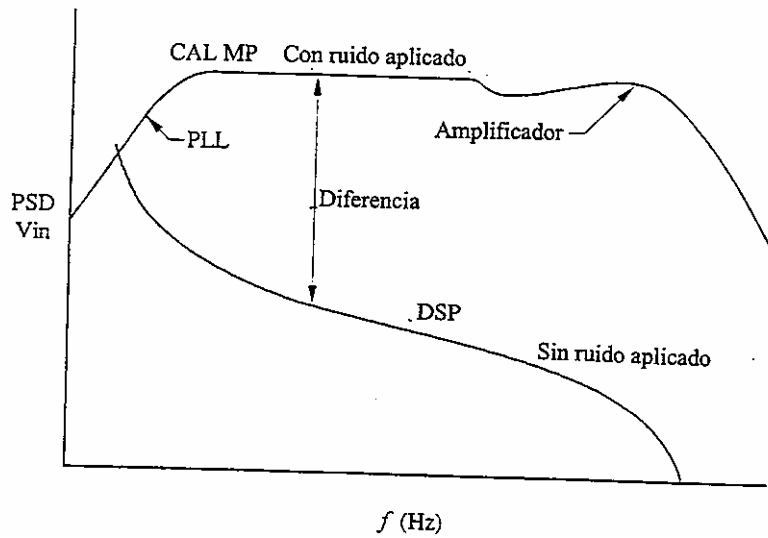 CAL MP
Con ruido aplicado
PLL
Amplificador
PSD
Vin
Diferencia
DSP
Sin ruido aplicado
f (Hz)